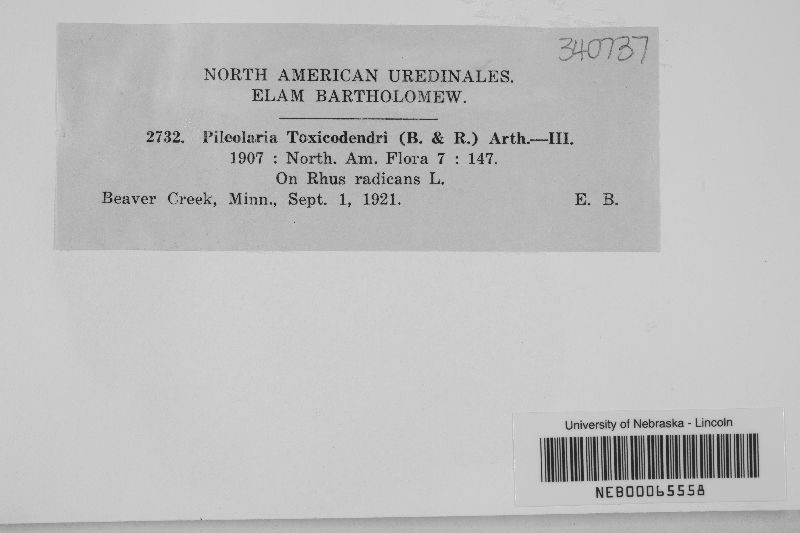 340737
NORTH AMERICAN UREDINALES.
ELAM BARTHOLOMEW.
2732. Pileolaria Toxicodendri (B. & R.) Arth.—III.
1907 : North. Am. Flora 7 : 147.
On Rhus radicans L.
Beaver Creek, Minn., Sept. 1, 1921. E. B.
University of Nebraska - Lincoln
NEB00065558